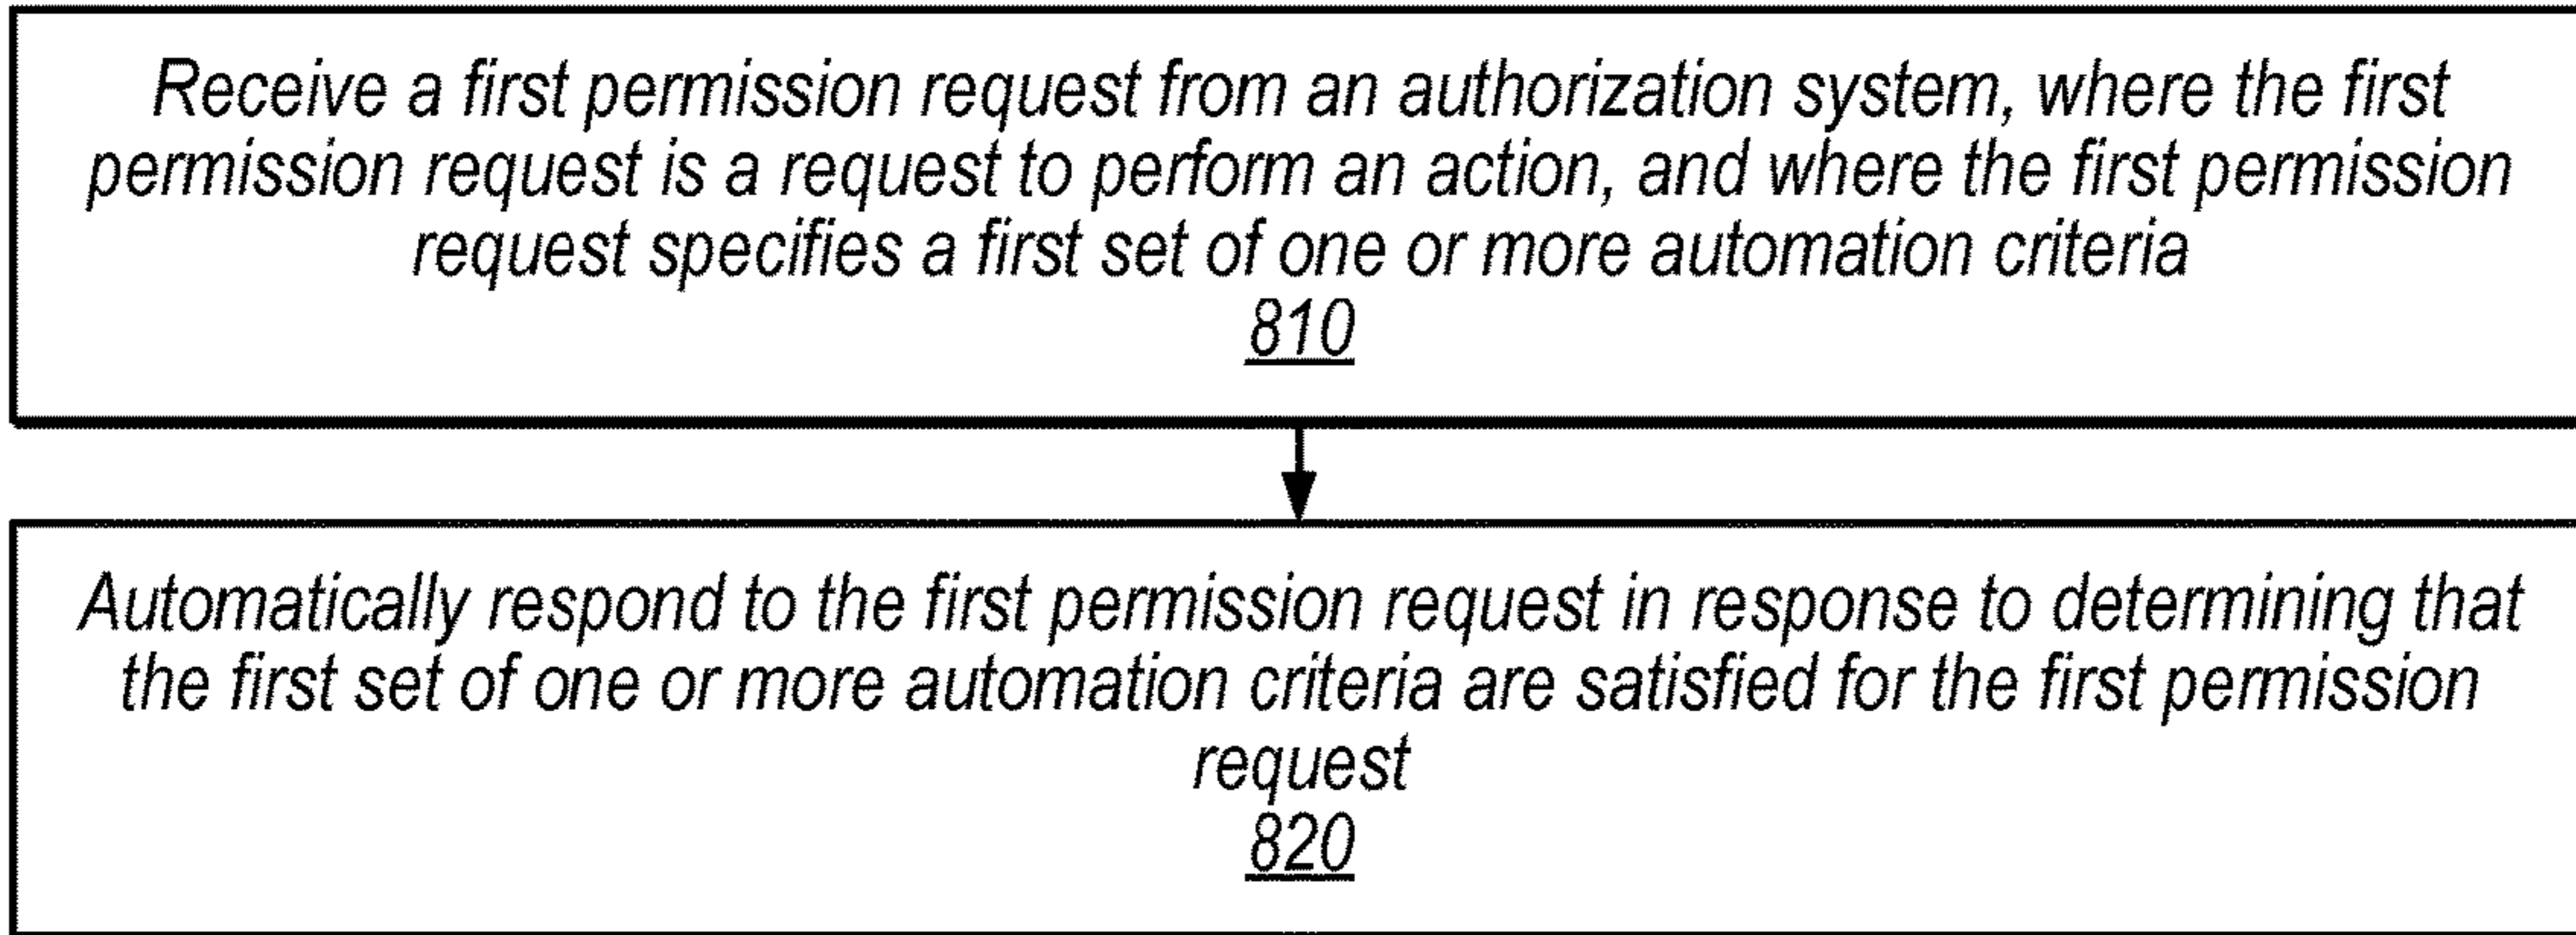 Receive a first permission request from an authorization system, where the first
permission request is a request to perform an action, and where the first permission
request specifies a first set of one or more automation criteria
810
Automatically respond to the first permission request in response to determining that
the first set of one or more automation criteria are satisfied for the first permission
request
820